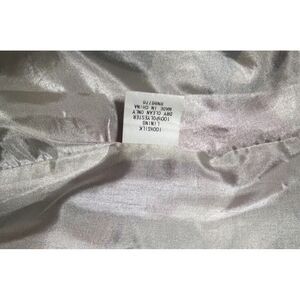 100%SILK
LINING
100%POLYESTER
DRY CLEAN ONLY
MADE IN CHINA